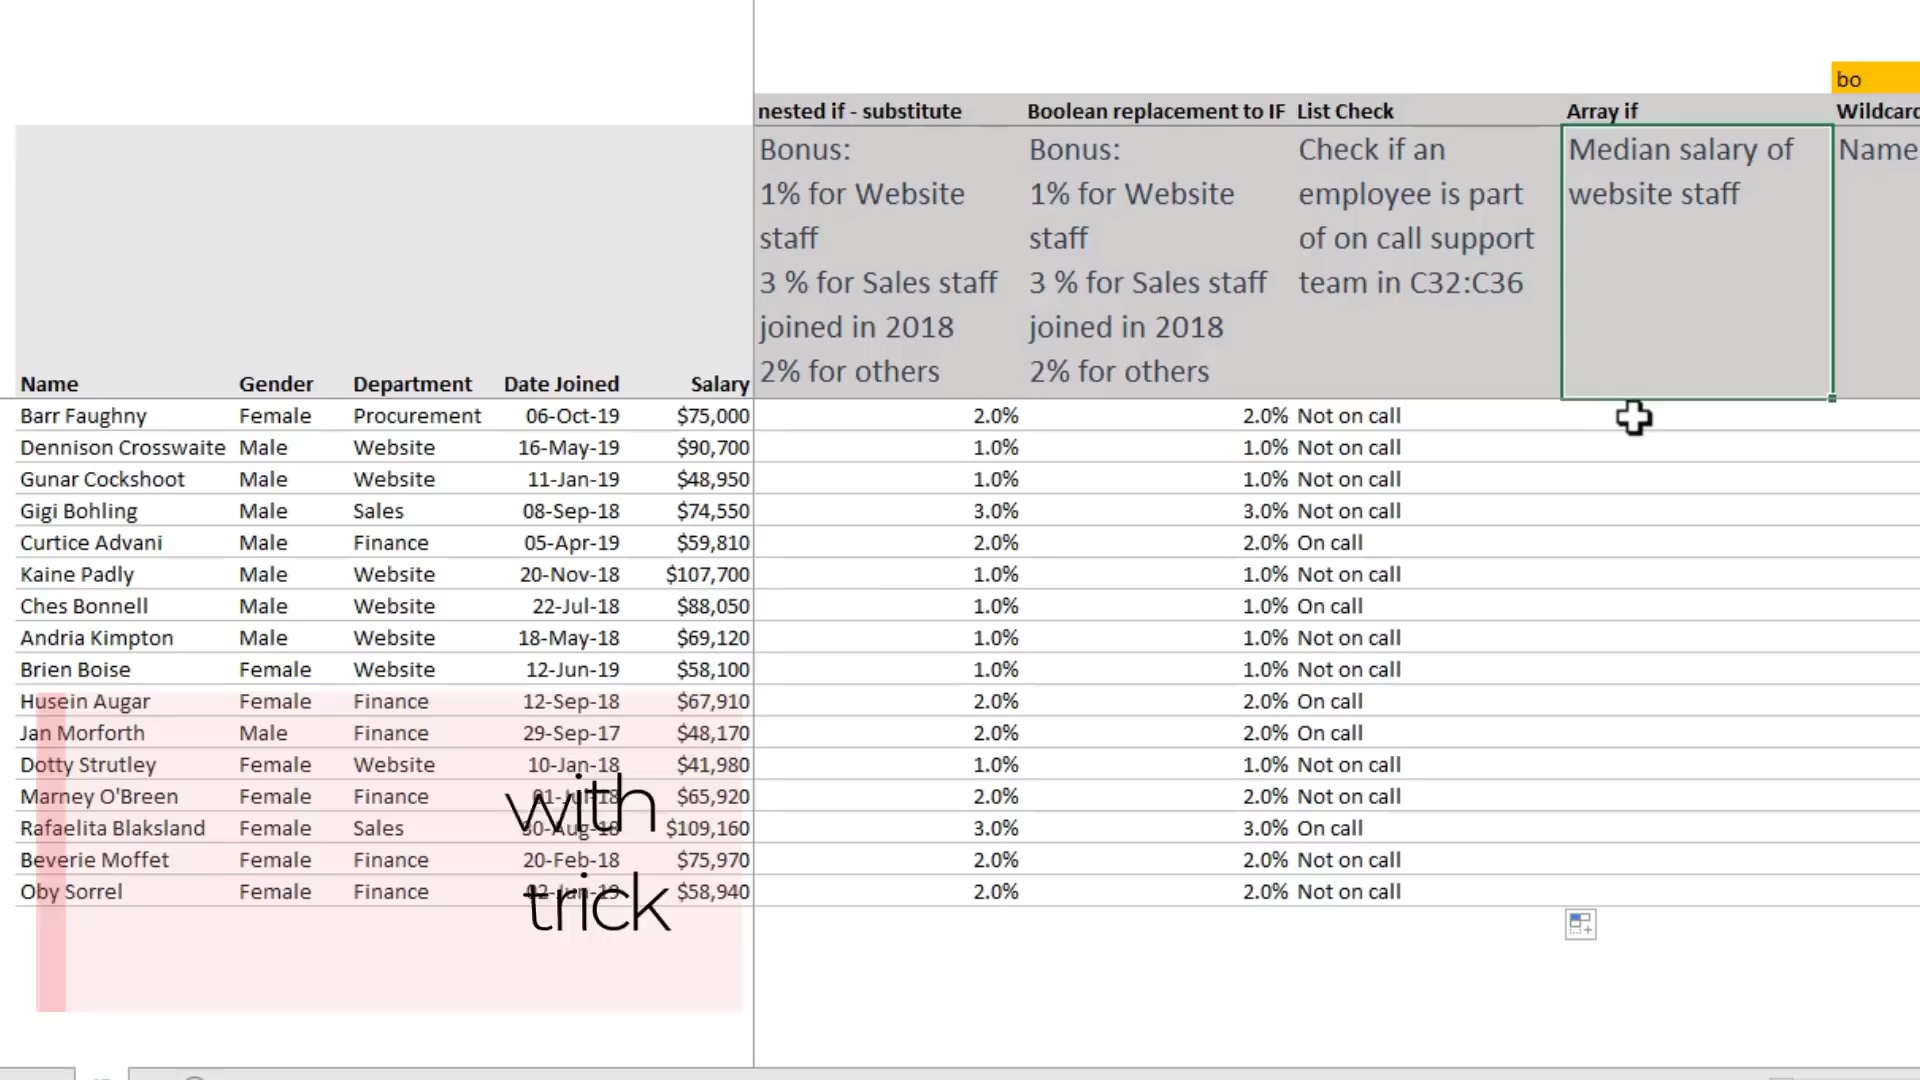 bo
nested if - substitute Boolean replacement to IF List Check Array if Wildcard
Bonus: Bonus: Check if an Median salary of Name
1% for Website 1% for Website employee is part website staff
staff staff of on call support
3 % for Sales staff 3 % for Sales staff team in C32:C36
joined in 2018 joined in 2018
2% for others 2% for others
Name Gender Department Date Joined Salary
Barr Faughny Female Procurement 06-Oct-19 $75,000 2.0% 2.0% Not on call
Dennison Crosswaite Male Website 16-May-19 $90,700 1.0% 1.0% Not on call
Gunar Cockshoot Male Website 11-Jan-19 $48,950 1.0% 1.0% Not on call
Gigi Bohling Male Sales 08-Sep-18 $74,550 3.0% 3.0% Not on call
Curtice Advani Male Finance 05-Apr-19 $59,810 2.0% 2.0% On call
Kaine Padly Male Website 20-Nov-18 $107,700 1.0% 1.0% Not on call
Ches Bonnell Male Website 22-Jul-18 $88,050 1.0% 1.0% On call
Andria Kimpton Male Website 18-May-18 $69,120 1.0% 1.0% Not on call
Brien Boise Female Website 12-Jun-19 $58,100 1.0% 1.0% Not on call
Husein Augar Female Finance 12-Sep-18 $67,910 2.0% 2.0% On call
Jan Morforth Male Finance 29-Sep-17 $48,170 2.0% 2.0% On call
Dotty Strutley Female Website 10-Jan-18 $41,980 1.0% 1.0% Not on call
Marney O'Breen Female Finance 01-Jul-18 $65,920 2.0% 2.0% Not on call
with
Rafaelita Blaksland Female Sales 30-Aug-18 $109,160 3.0% 3.0% On call
Beverie Moffet Female Finance 20-Feb-18 $75,970 2.0% 2.0% Not on call
Oby Sorrel Female Finance 02-Jun-19 $58,940 2.0% 2.0% Not on call
trick